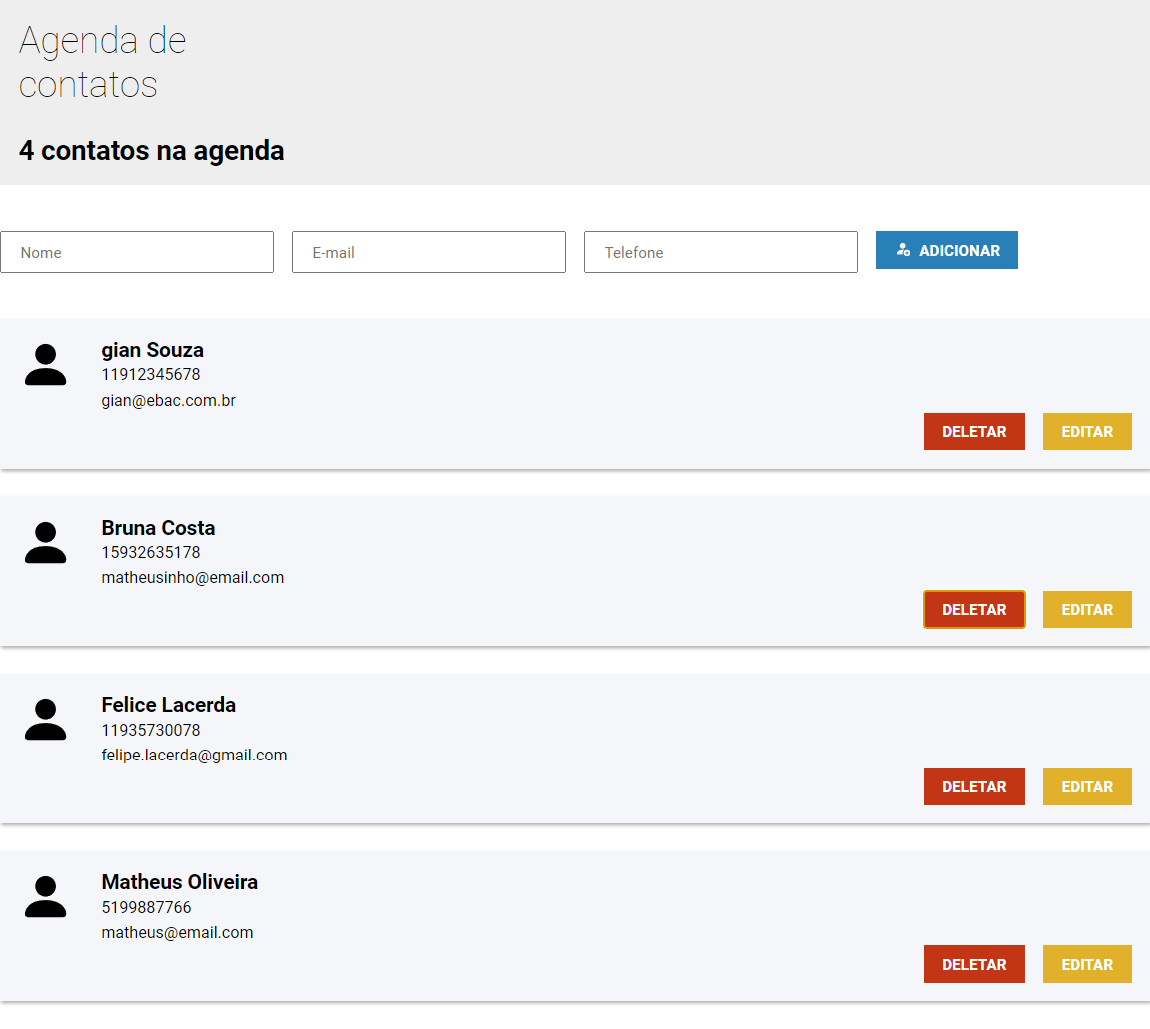 Agenda de
contatos
4 contatos na agenda
Nome
E-mail
Telefone
ADICIONAR
gian Souza
11912345678
gian@ebac.com.br
DELETAR
EDITAR
Bruna Costa
15932635178
matheusinho@email.com
DELETAR
EDITAR
Felice Lacerda
11935730078
felipe.lacerda@gmail.com
DELETAR
EDITAR
Matheus Oliveira
5199887766
matheus@email.com
DELETAR
EDITAR